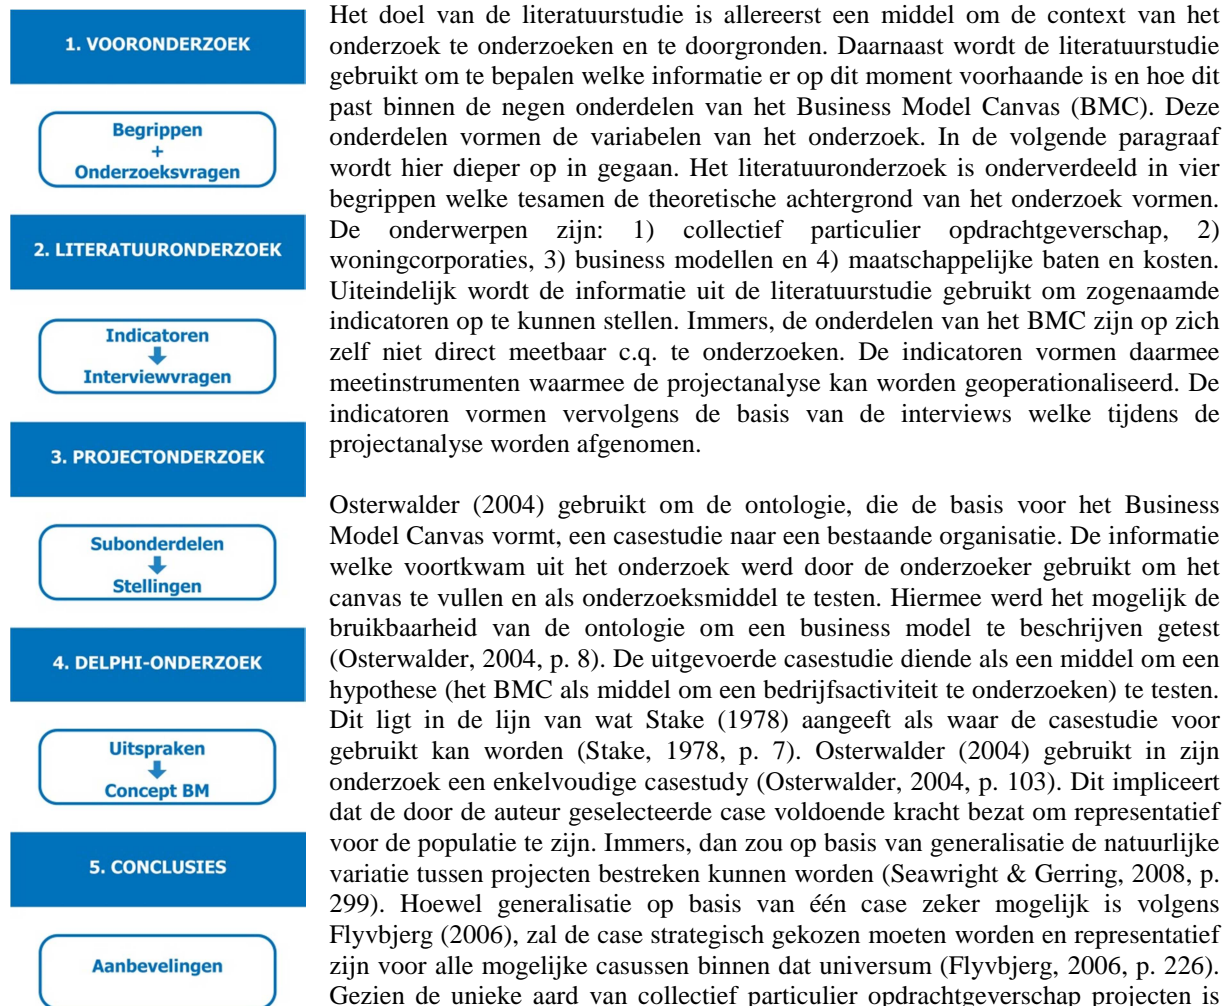 1. VOORONDERZOEK
Begrippen
+
Onderzoeksvragen
2. LITERATUURONDERZOEK
Indicatoren
Interviewvragen
3. PROJECTONDERZOEK
Subonderdelen
Stellingen
4. DELPHI-ONDERZOEK
Uitspraken
Concept BM
5. CONCLUSIES
Aanbevelingen
Het doel van de literatuurstudie is allereerst een middel om de context van het
onderzoek te onderzoeken en te doorgronden. Daarnaast wordt de literatuurstudie
gebruikt om te bepalen welke informatie er op dit moment voorhaande is en hoe dit
past binnen de negen onderdelen van het Business Model Canvas (BMC). Deze
onderdelen vormen de variabelen van het onderzoek. In de volgende paragraaf
wordt hier dieper op in gegaan. Het literatuuronderzoek is onderverdeeld in vier
begrippen welke tesamen de theoretische achtergrond van het onderzoek vormen.
De onderwerpen zijn: 1) collectief particulier opdrachtgeverschap, 2)
woningcorporaties, 3) business modellen en 4) maatschappelijke baten en kosten.
Uiteindelijk wordt de informatie uit de literatuurstudie gebruikt om zogenaamde
indicatoren op te kunnen stellen. Immers, de onderdelen van het BMC zijn op zich
zelf niet direct meetbaar c.q. te onderzoeken. De indicatoren vormen daarmee
meetinstrumenten waarmee de projectanalyse kan worden geoperationaliseerd. De
indicatoren vormen vervolgens de basis van de interviews welke tijdens de
projectanalyse worden afgenomen.
Osterwalder (2004) gebruikt om de ontologie, die de basis voor het Business
Model Canvas vormt, een casestudie naar een bestaande organisatie. De informatie
welke voortkwam uit het onderzoek werd door de onderzoeker gebruikt om het
canvas te vullen en als onderzoeksmiddel te testen. Hiermee werd het mogelijk de
bruikbaarheid van de ontologie om een business model te beschrijven getest
(Osterwalder, 2004, p. 8). De uitgevoerde casestudie diende als een middel om een
hypothese (het BMC als middel om een bedrijfsactiviteit te onderzoeken) te testen.
Dit ligt in de lijn van wat Stake (1978) aangeeft als waar de casestudie voor
gebruikt kan worden (Stake, 1978, p. 7). Osterwalder (2004) gebruikt in zijn
onderzoek een enkelvoudige casestudy (Osterwalder, 2004, p. 103). Dit impliceert
dat de door de auteur geselecteerde case voldoende kracht bezat om representatief
voor de populatie te zijn. Immers, dan zou op basis van generalisatie de natuurlijke
variatie tussen projecten bestreken kunnen worden (Seawright & Gerring, 2008, p.
299). Hoewel generalisatie op basis van één case zeker mogelijk is volgens
Flyvbjerg (2006), zal de case strategisch gekozen moeten worden en representatief
zijn voor alle mogelijke casussen binnen dat universum (Flyvbjerg, 2006, p. 226).
Gezien de unieke aard van collectief particulier opdrachtgeverschap projecten is